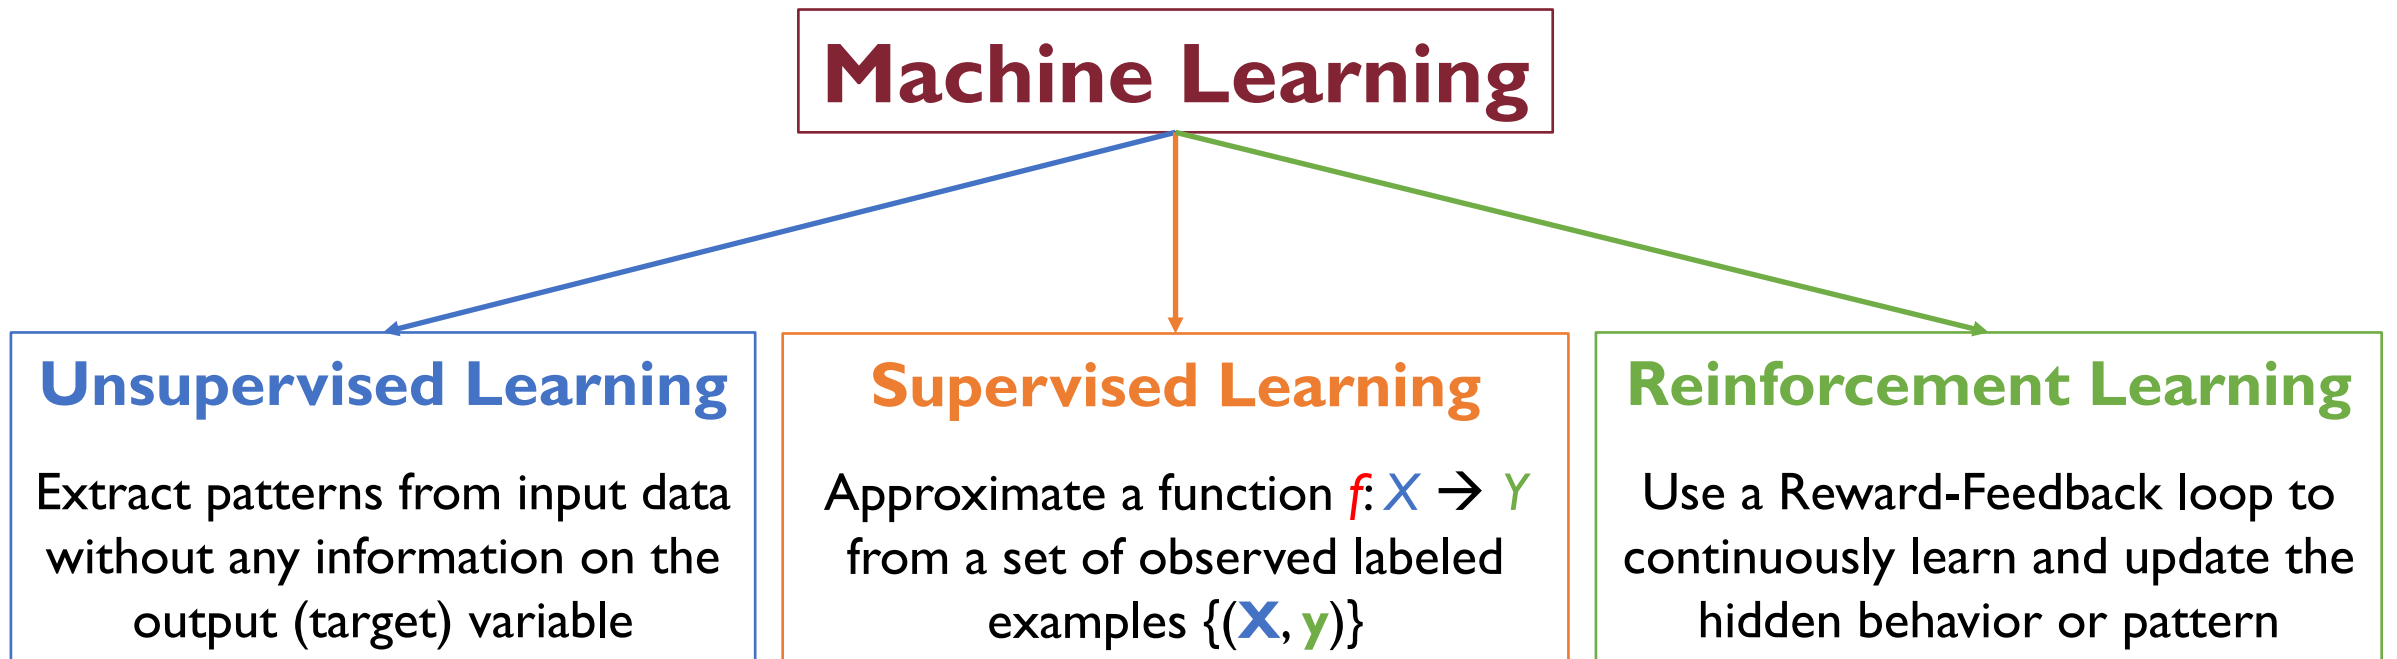 Machine Learning
Unsupervised Learning
Extract patterns from input data
without any information on the
output (target) variable
Supervised Learning
Approximate a function f: X → Y
from a set of observed labeled
examples {(X, y)}
Reinforcement Learning
Use a Reward-Feedback loop to
continuously learn and update the
hidden behavior or pattern